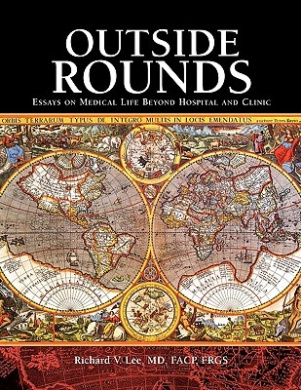 OUTSIDE
ROUNDS
ESSAYS ON MEDICAL LIFE BEYOND HOSPITAL AND CLINIC
ORBIS TERRARUM TYPUS DE INTEGRO MULTIS IN LOCIS EMENDATUS
Richard V. Lee, MD, FACP, FRGS